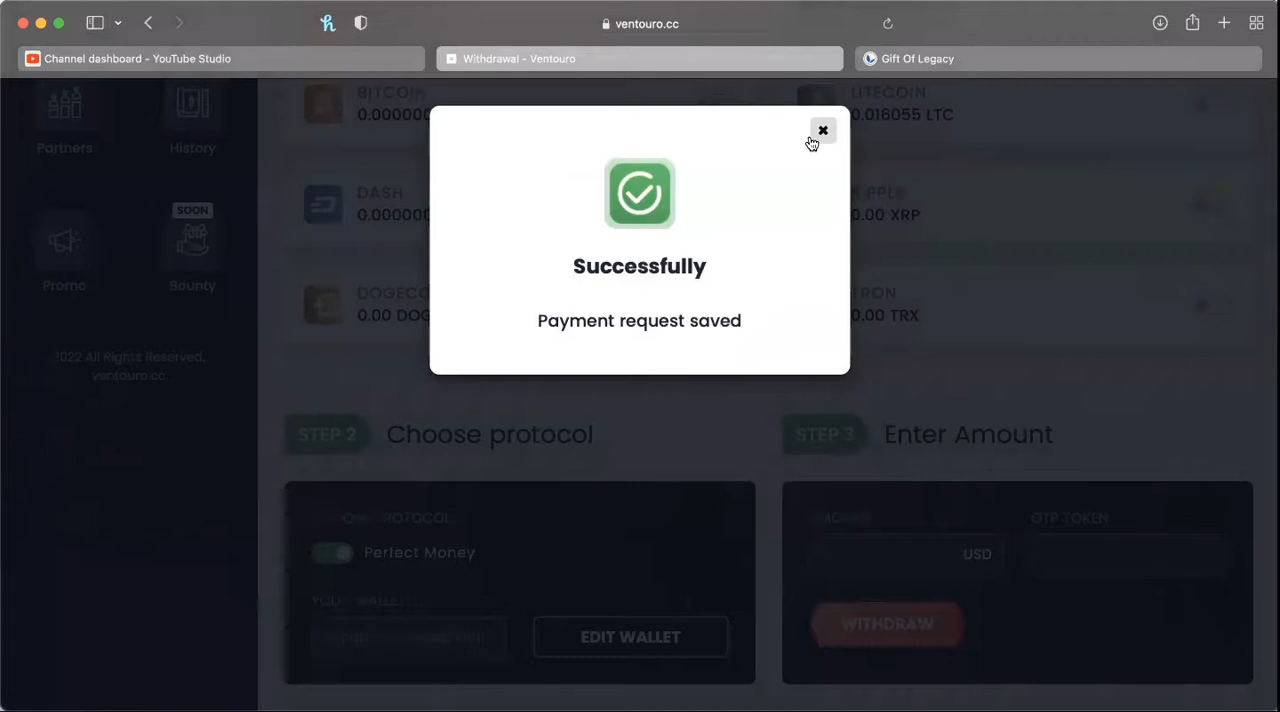 ventouro.cc
Channel dashboard - YouTube Studio
Withdrawal - Ventouro
Gift Of Legacy
BITCOIN
LITECOIN
0.016055 LTC
Partners
History
DASH
0.00 XRP
SOON
Successfully
Promo
Bounty
0.00 DOG
TRON
0.00 TRX
Payment request saved
2022 All Rights Reserved,
ventouro.cc
STEP 2 Choose protocol
STEP 3 Enter Amount
OTP TOKEN
Perfect Money
USD
EDIT WALLET
WITHDRAW